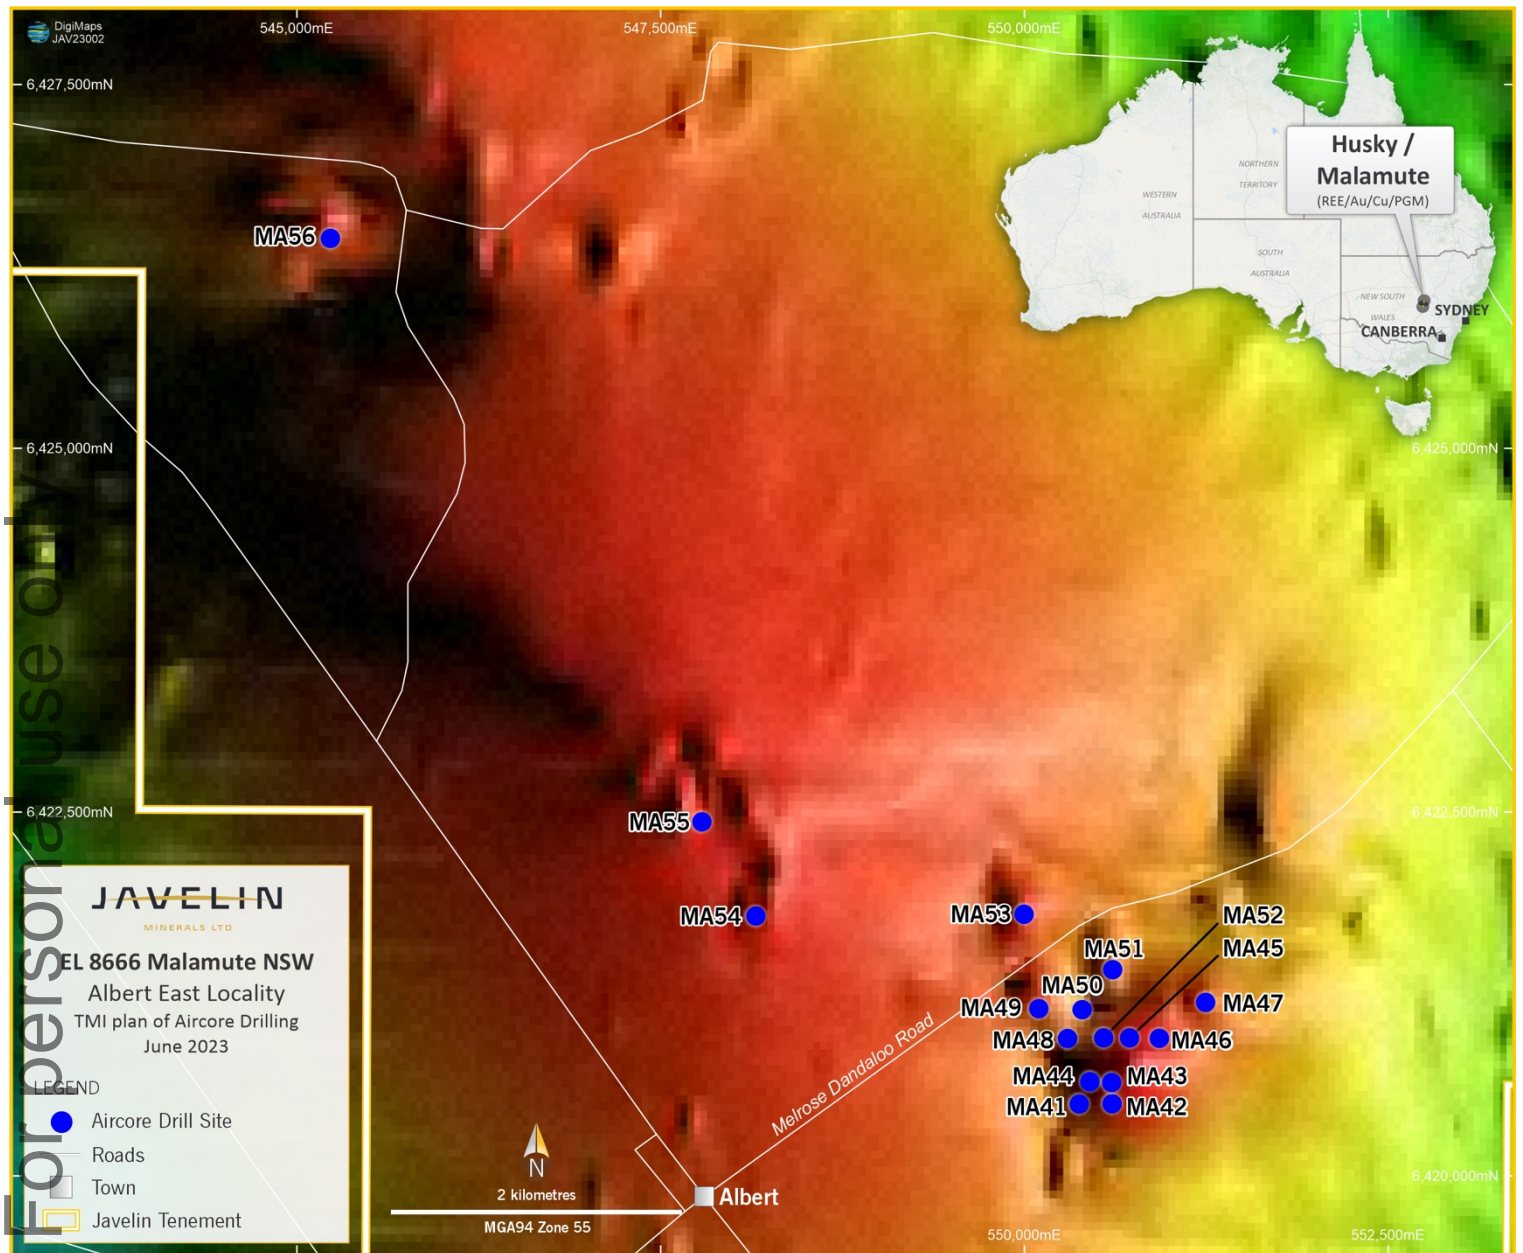 DigiMaps
JAV23002
545,000mE
547,500mE
550,000mE
6,427,500mN
Husky /
Malamute
(REE/Au/Cu/PGM)
NORTHERN
TERRITORY
WESTERN
AUSTRALIA
SOUTH
AUSTRALIA
NEW SOUTH
WALES
SYDNEY
CANBERRA
MA56
6,425,000mN
6,425,000mN
6,422,500mN
6,422,500mN
MA55
MA54
MA53
MA52
MA51
MA45
MA50
MA49
MA47
MA48
MA46
MA44
MA43
MA41
MA42
Melrose Dandaloo Road
JAVELIN
MINERALS LTD
EL 8666 Malamute NSW
Albert East Locality
TMI plan of Aircore Drilling
June 2023
LEGEND
Aircore Drill Site
Roads
Town
Javelin Tenement
N
2 kilometres
MGA94 Zone 55
Albert
6,420,000mN
550,000mE
552,500mE
For personal use only